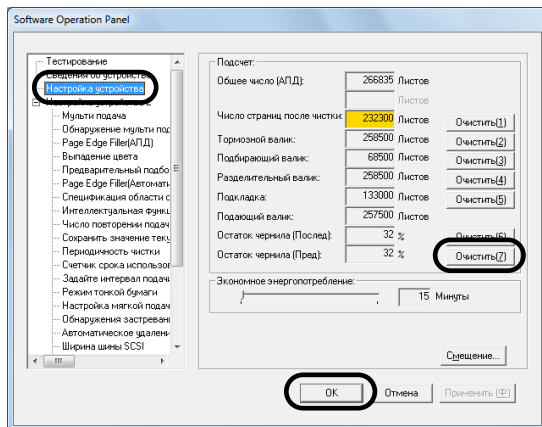 Software Operation Panel
Тестирование
Сведения об устройстве
Настройка устройства
Мульти подача
Обнаружение мульти под
Page Edge Filler(АПД)
Выпадение цвета
Предварительный подбо
Page Edge Filler(Автомати
Спецификация области с
Интеллектуальная функц
Число повторении подач
Сохранить значение теку
Периодичность чистки
Счетчик срока использов
Задайте интервал подачи
Режим тонкой бумаги
Настройка мягкой подач
Обнаружения застреван
Автоматическое удалени
Ширина шины SCSI
Подсчет:
Общее число (АПД): 266835 Листов
Листов
Число страниц после чистки: 232300 Листов Очистить(1)
Тормозной валик: 258500 Листов Очистить(2)
Подбирающий валик: 68500 Листов Очистить(3)
Разделительный валик: 258500 Листов Очистить(4)
Подкладка: 133000 Листов Очистить(5)
Подающий валик: 257500 Листов
Остаток чернила (Послед): 32 % Очистить(6)
Остаток чернила (Пред): 32 % Очистить(7)
Экономное энергопотребление:
15 Минуты
Смещение...
OK Отмена Применить (Ф)